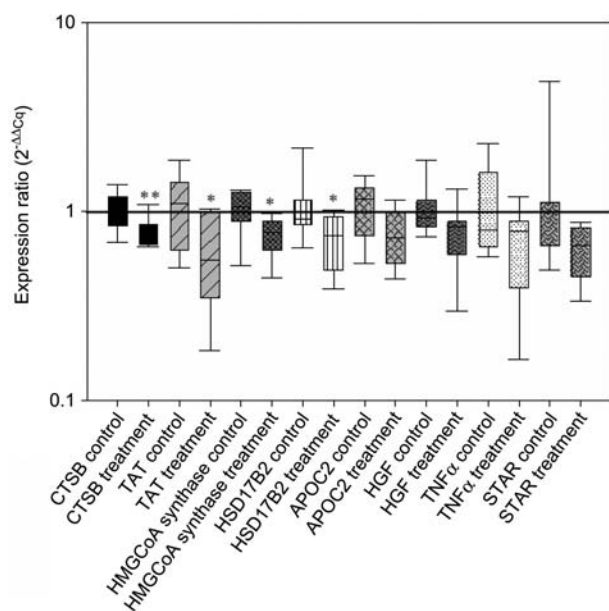 Expression ratio (2-ΔΔCq)
10
1
0.1
** * * *
CTSB control
CTSB treatment
TAT control
TAT treatment
HMGCoA synthase control
HMGCoA synthase treatment
HSD17B2 control
HSD17B2 treatment
APOC2 control
APOC2 treatment
HGF control
HGF treatment
TNFα control
TNFα treatment
STAR control
STAR treatment